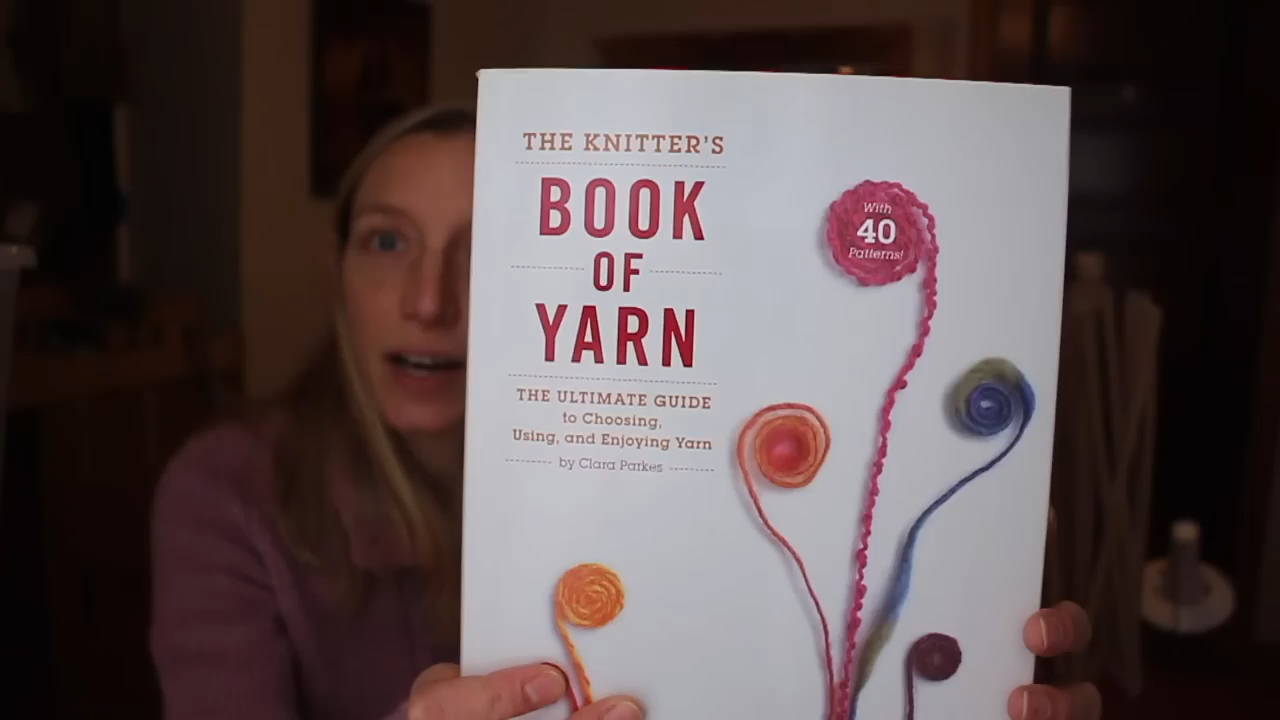 THE KNITTER'S
BOOK
OF
YARN
THE ULTIMATE GUIDE
to Choosing,
Using, and Enjoying Yarn
by Clara Parkes
With
40
Patterns!